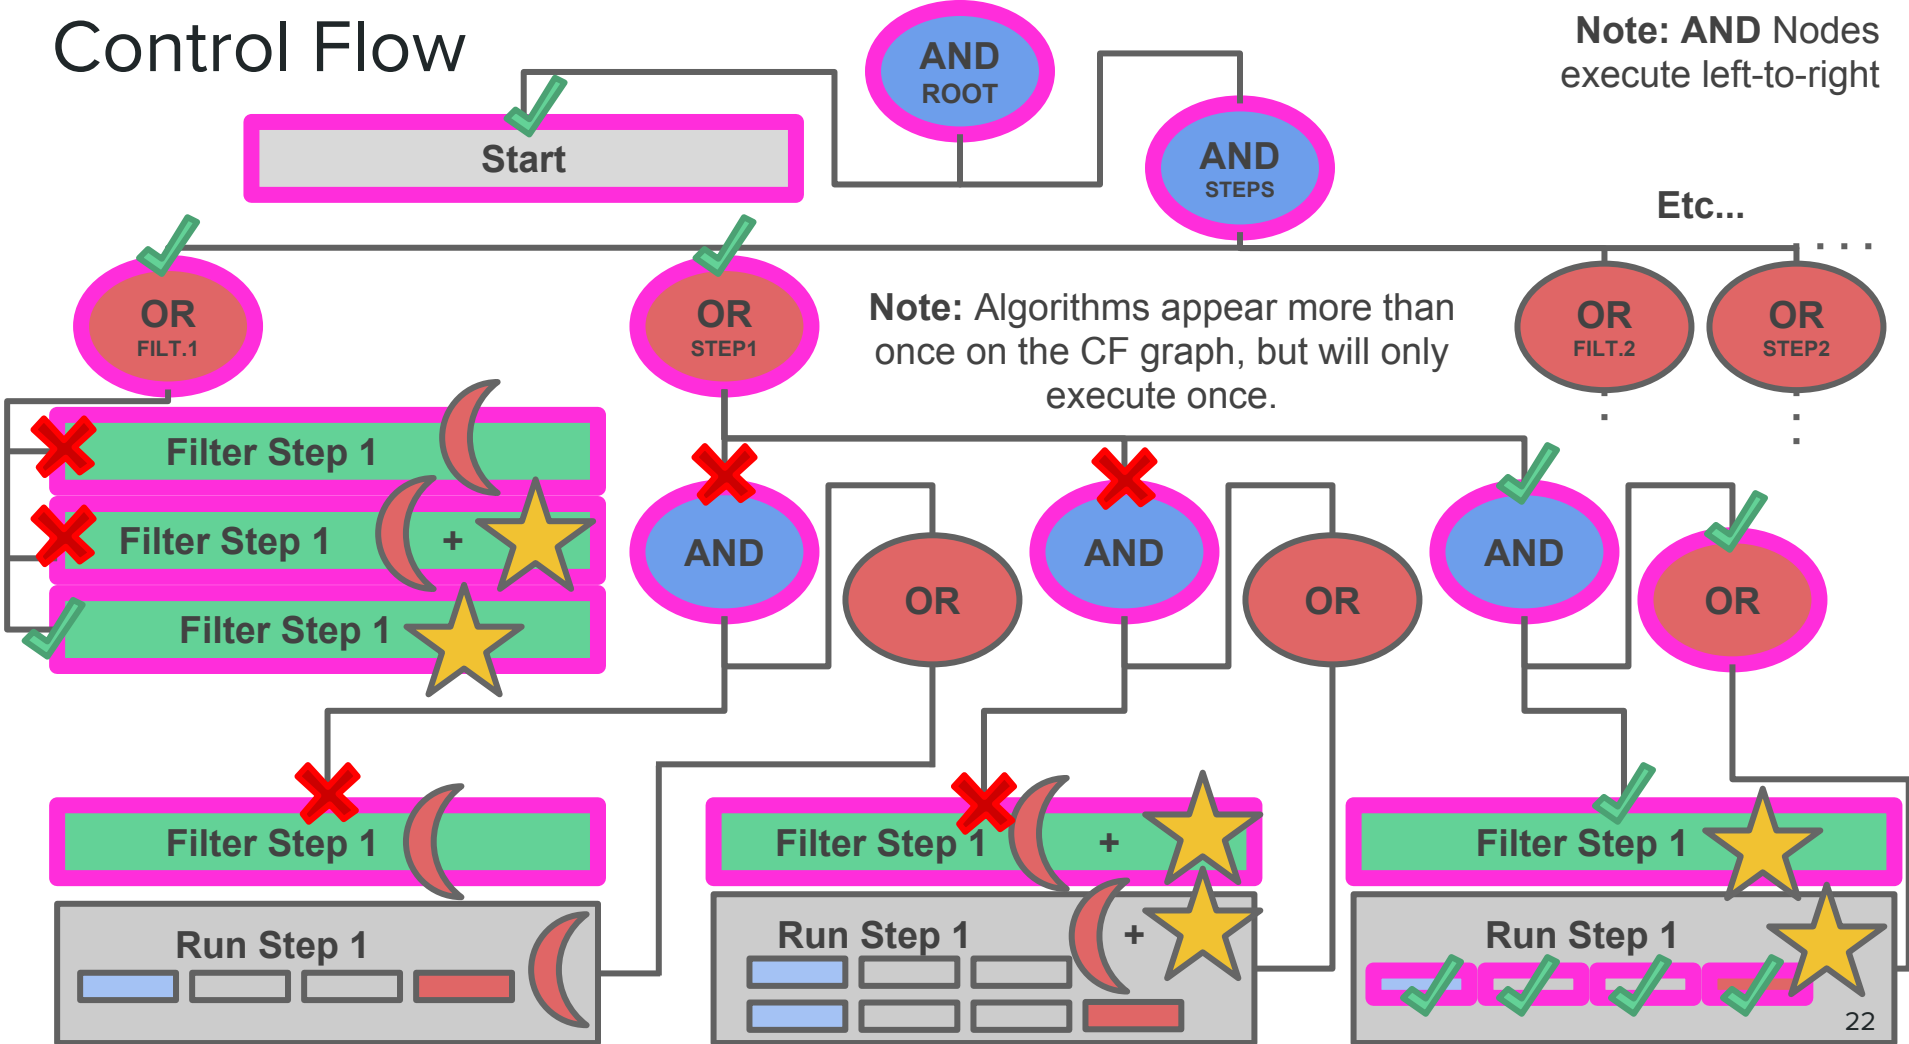 Control Flow
AND
ROOT
Note: AND Nodes
execute left-to-right
Start
AND
STEPS
Etc...
. . . .
OR
FILT.1
OR
STEP1
Note: Algorithms appear more than
once on the CF graph, but will only
execute once.
OR
FILT.2
OR
STEP2
Filter Step 1
Filter Step 1 +
Filter Step 1
AND
OR
AND
OR
AND
OR
Filter Step 1
Filter Step 1 +
Filter Step 1
Run Step 1
Run Step 1 +
Run Step 1
22